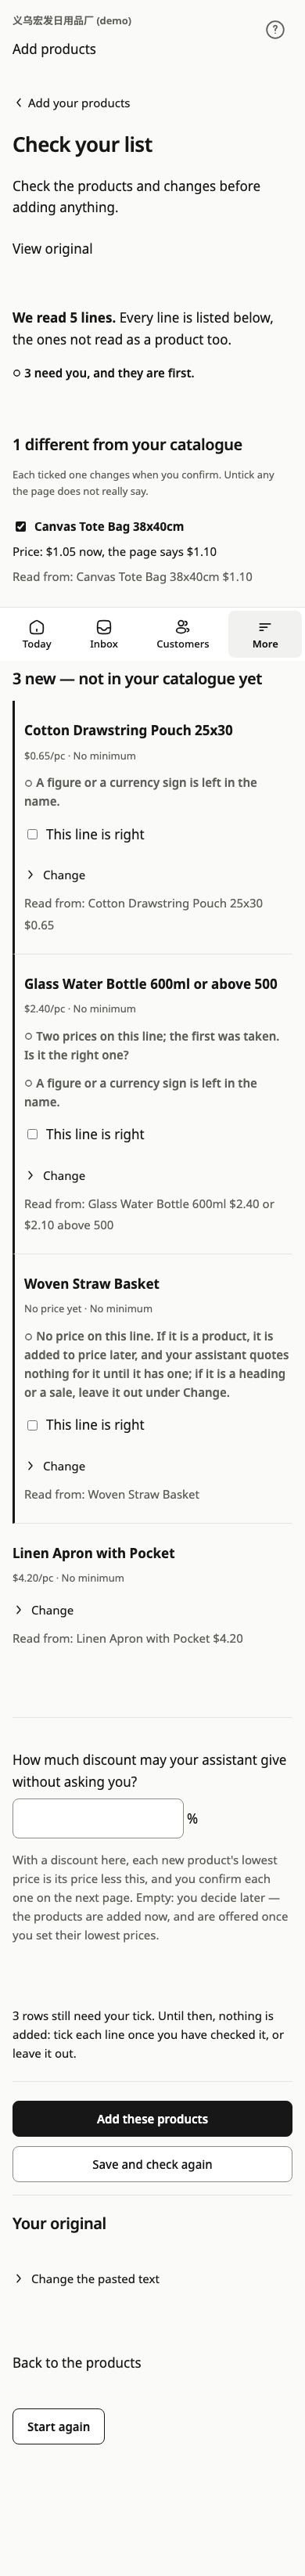 义乌宏发日用品厂 (demo)
Add products
Add your products
Check your list
Check the products and changes before
adding anything.
View original
We read 5 lines. Every line is listed below,
the ones not read as a product too.
3 need you, and they are first.
1 different from your catalogue
Each ticked one changes when you confirm. Untick any
the page does not really say.
Canvas Tote Bag 38x40cm
Price: $1.05 now, the page says $1.10
Read from: Canvas Tote Bag 38x40cm $1.10
Today
Inbox
Customers
More
3 new — not in your catalogue yet
Cotton Drawstring Pouch 25x30
$0.65/pc · No minimum
A figure or a currency sign is left in the
name.
This line is right
Change
Read from: Cotton Drawstring Pouch 25x30
$0.65
Glass Water Bottle 600ml or above 500
$2.40/pc · No minimum
Two prices on this line; the first was taken.
Is it the right one?
A figure or a currency sign is left in the
name.
This line is right
Change
Read from: Glass Water Bottle 600ml $2.40 or
$2.10 above 500
Woven Straw Basket
No price yet · No minimum
No price on this line. If it is a product, it is
added to price later, and your assistant quotes
nothing for it until it has one; if it is a heading
or a sale, leave it out under Change.
This line is right
Change
Read from: Woven Straw Basket
Linen Apron with Pocket
$4.20/pc · No minimum
Change
Read from: Linen Apron with Pocket $4.20
How much discount may your assistant give
without asking you?
%
With a discount here, each new product's lowest
price is its price less this, and you confirm each
one on the next page. Empty: you decide later —
the products are added now, and are offered once
you set their lowest prices.
3 rows still need your tick. Until then, nothing is
added: tick each line once you have checked it, or
leave it out.
Add these products
Save and check again
Your original
Change the pasted text
Back to the products
Start again